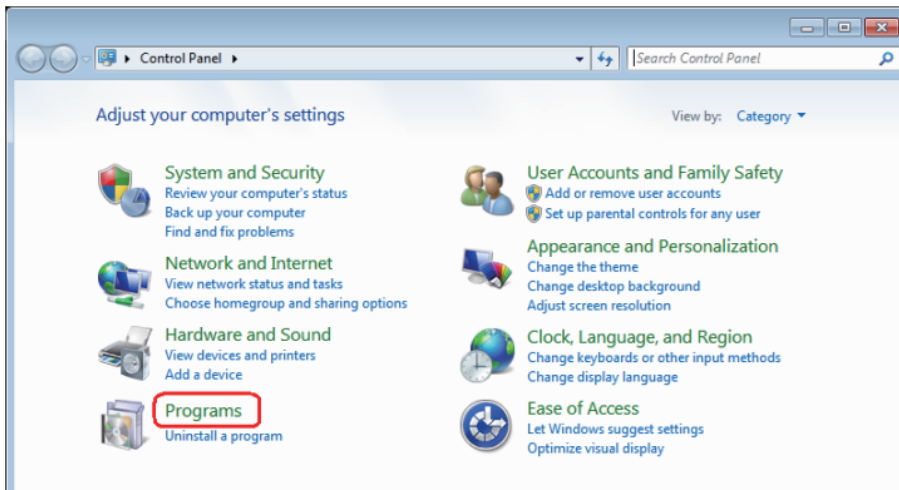 Control Panel
Search Control Panel
Adjust your computer's settings
View by: Category
System and Security
Review your computer's status
Back up your computer
Find and fix problems
Network and Internet
View network status and tasks
Choose homegroup and sharing options
Hardware and Sound
View devices and printers
Add a device
Programs
Uninstall a program
User Accounts and Family Safety
Add or remove user accounts
Set up parental controls for any user
Appearance and Personalization
Change the theme
Change desktop background
Adjust screen resolution
Clock, Language, and Region
Change keyboards or other input methods
Change display language
Ease of Access
Let Windows suggest settings
Optimize visual display